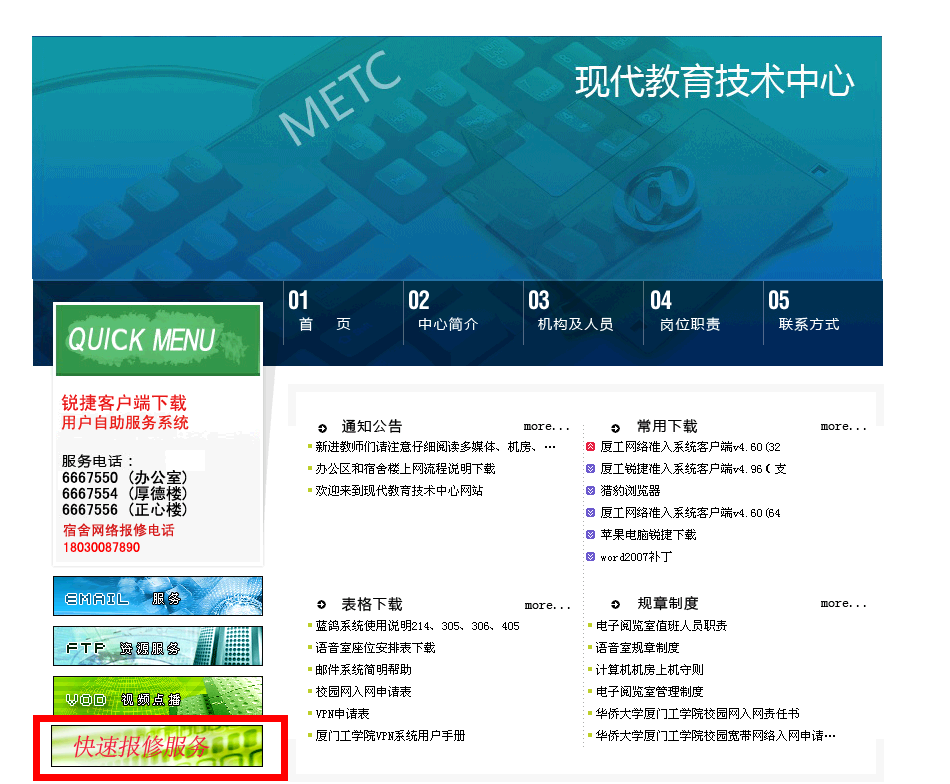 METC
现代教育技术中心
01
首 页
02
中心简介
03
机构及人员
04
岗位职责
05
联系方式
QUICK MENU
锐捷客户端下载
用户自助服务系统
服务电话：
6667550（办公室）
6667554（厚德楼）
6667556（正心楼）
宿舍网络报修电话
18030087890
EMAIL 服务
FTP 资源服务
VOD 视频点播
快速报修服务
通知公告 more...
新进教师们请注意仔细阅读多媒体、机房、…
办公区和宿舍楼上网流程说明下载
欢迎来到现代教育技术中心网站
常用下载 more...
厦工网络准入系统客户端v4.60(32
厦工锐捷准入系统客户端v4.96（支
猎豹浏览器
厦工网络准入系统客户端v4.60(64
苹果电脑锐捷下载
word2007补丁
表格下载 more...
蓝鸽系统使用说明214、305、306、405
语音室座位安排表下载
邮件系统简明帮助
校园网入网申请表
VPN申请表
厦门工学院VPN系统用户手册
规章制度 more...
电子阅览室值班人员职责
语音室规章制度
计算机机房上机守则
电子阅览室管理制度
华侨大学厦门工学院校园网入网责任书
华侨大学厦门工学院校园宽带网络入网申请…